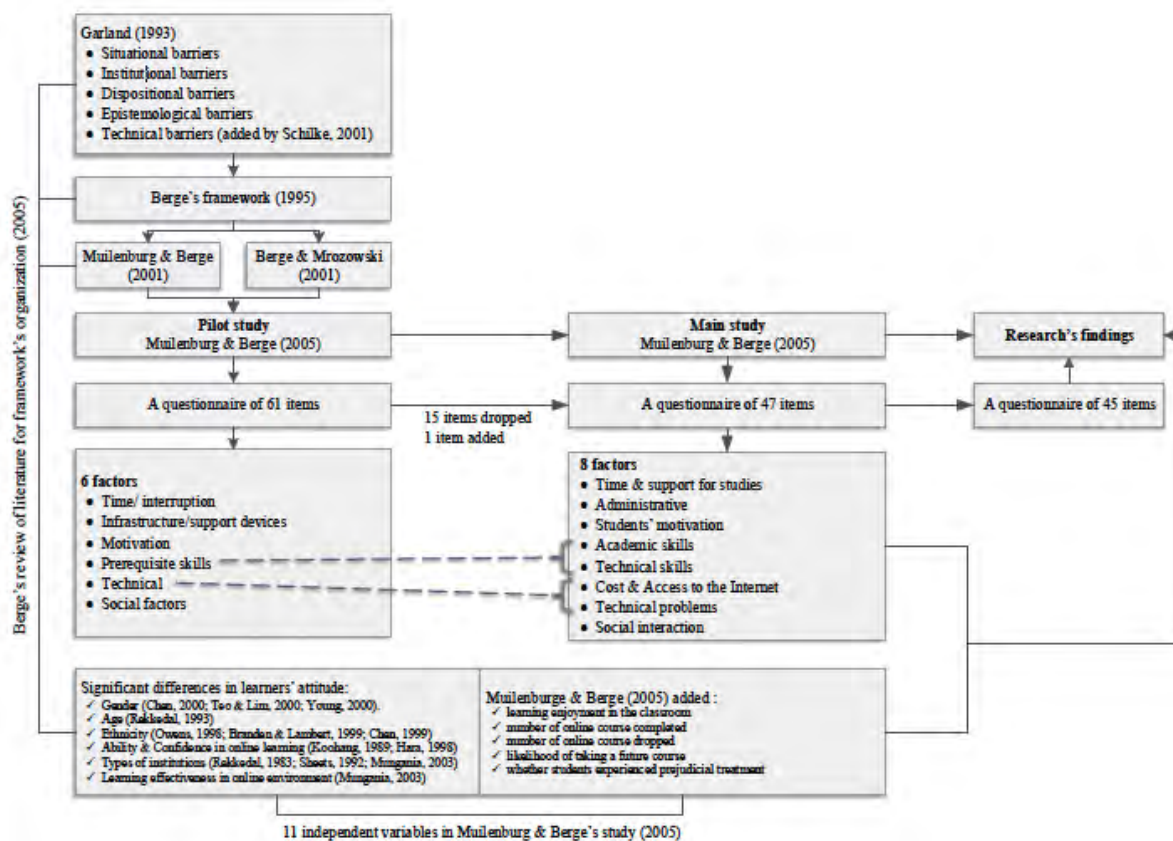 Berge's review of literature for framework's organization (2005)
Garland (1993)
● Situational barriers
● Institutional barriers
● Dispositional barriers
● Epistemological barriers
● Technical barriers (added by Schilke, 2001)
Berge's framework (1995)
Muilenburg & Berge
(2001)
Berge & Mrozowski
(2001)
Pilot study
Muilenburg & Berge (2005)
Main study
Muilenburg & Berge (2005)
Research's findings
A questionnaire of 61 items
15 items dropped
1 item added
A questionnaire of 47 items
A questionnaire of 45 items
6 factors
● Time/ interruption
● Infrastructure/support devices
● Motivation
● Prerequisite skills
● Technical
● Social factors
8 factors
● Time & support for studies
● Administrative
● Students' motivation
● Academic skills
● Technical skills
● Cost & Access to the Internet
● Technical problems
● Social interaction
Significant differences in learners' attitude:
✓ Gender (Chen, 2000; Teo & Lim, 2000; Young, 2000).
✓ Age (Rekkedal, 1993)
✓ Ethnicity (Owens, 1998; Branden & Lambert, 1999; Chen, 1999)
✓ Ability & Confidence in online learning (Koohang, 1989; Hara, 1998)
✓ Types of institutions (Rekkedal, 1983; Sheets, 1992; Mungania, 2003)
✓ Learning effectiveness in online environment (Mungania, 2003)
Muilenburge & Berge (2005) added :
✓ learning enjoyment in the classroom
✓ number of online course completed
✓ number of online course dropped
✓ likelihood of taking a future course
✓ whether students experienced prejudicial treatment
11 independent variables in Muilenburg & Berge's study (2005)